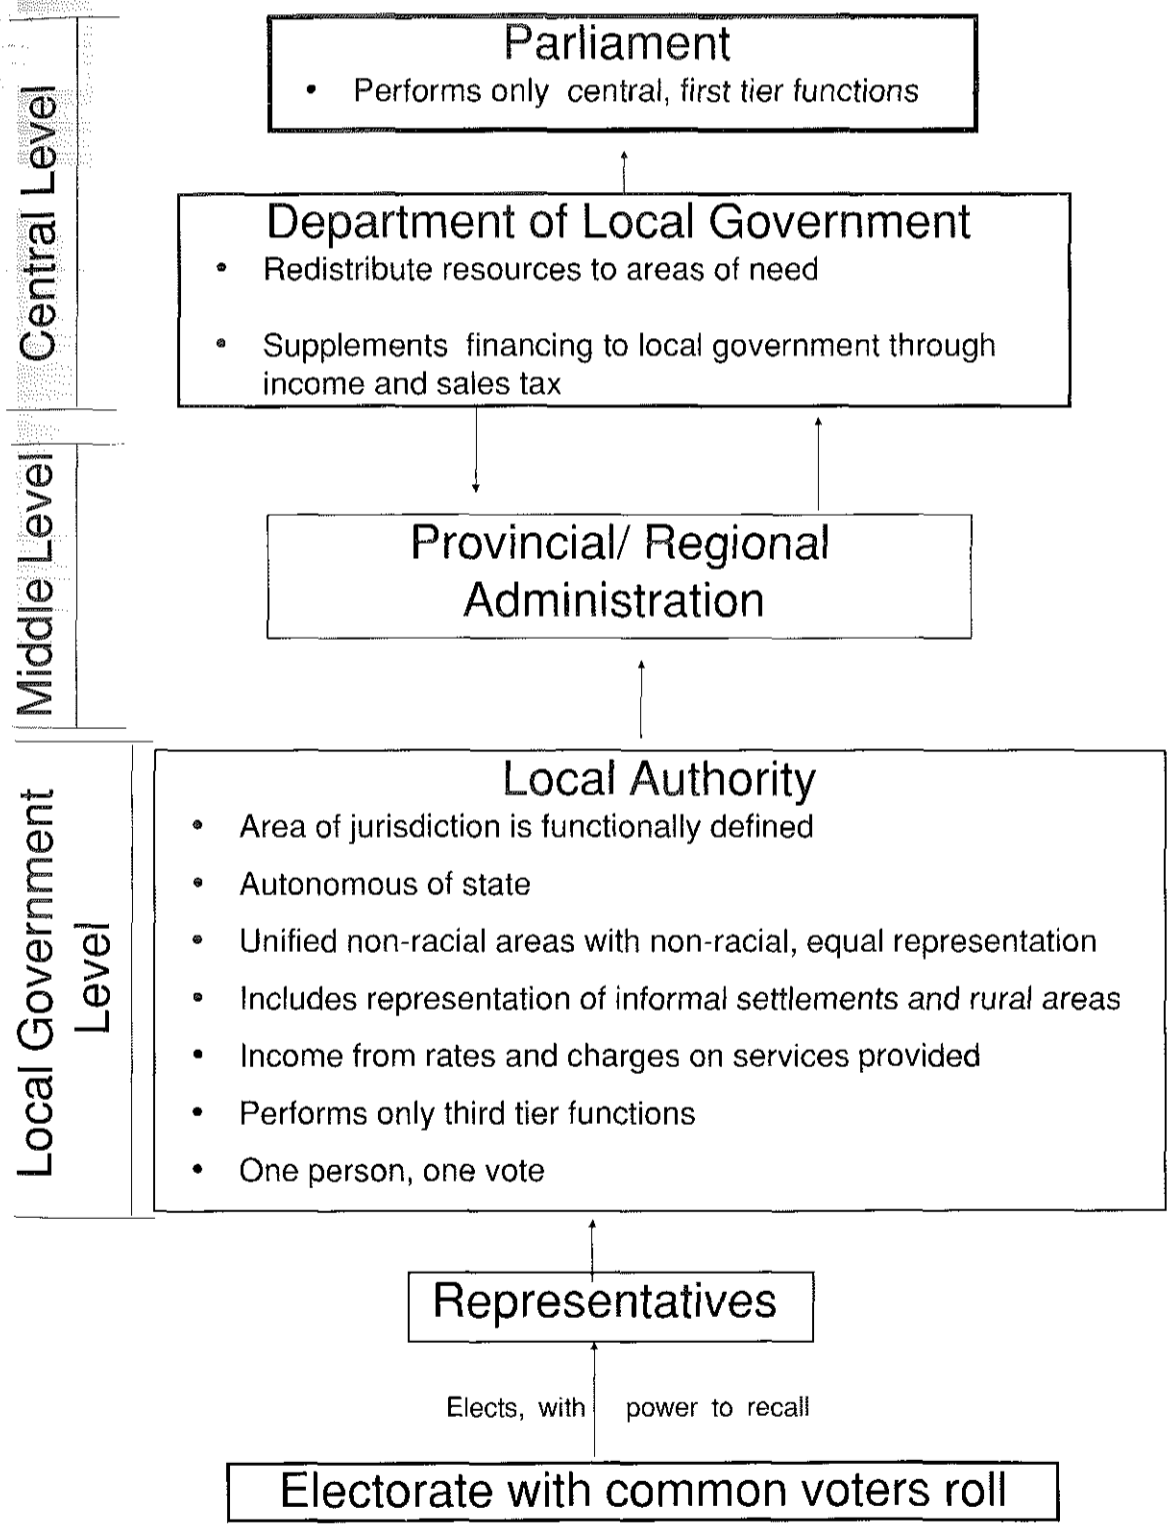 Parliament
• Performs only central, first tier functions
Central Level
Department of Local Government
• Redistribute resources to areas of need
• Supplements financing to local government through
income and sales tax
Middle Level
Provincial/ Regional
Administration
Local Government
Level
Local Authority
• Area of jurisdiction is functionally defined
• Autonomous of state
• Unified non-racial areas with non-racial, equal representation
• Includes representation of informal settlements and rural areas
• Income from rates and charges on services provided
• Performs only third tier functions
• One person, one vote
Representatives
Elects, with power to recall
Electorate with common voters roll